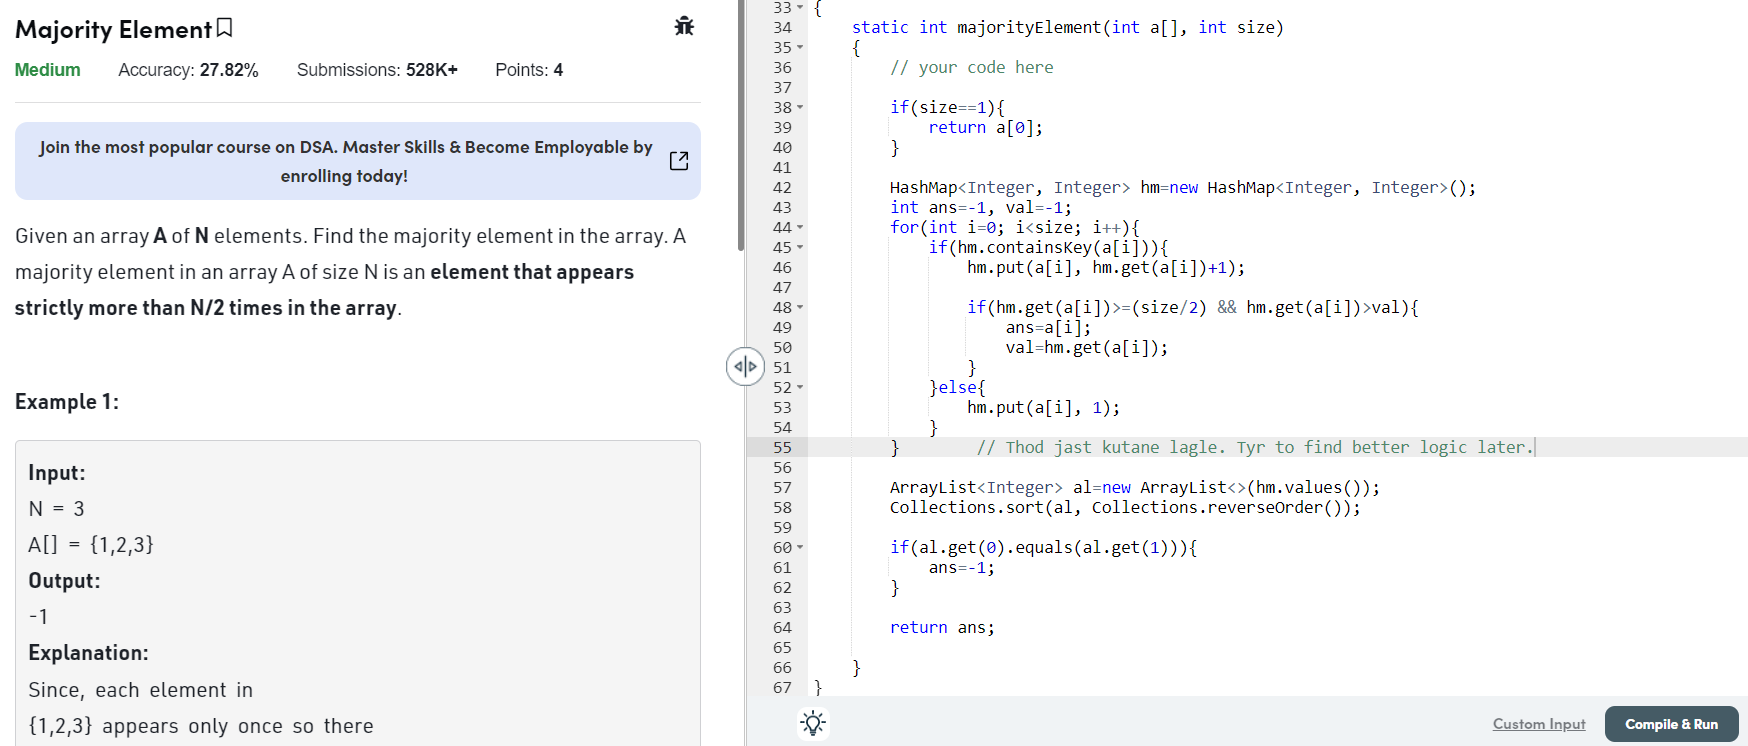 Majority Element
Medium Accuracy: 27.82% Submissions: 528K+ Points: 4
Join the most popular course on DSA. Master Skills & Become Employable by
enrolling today!
Given an array A of N elements. Find the majority element in the array. A
majority element in an array A of size N is an element that appears
strictly more than N/2 times in the array.
Example 1:
Input:
N = 3
A[] = {1,2,3}
Output:
-1
Explanation:
Since, each element in
{1,2,3} appears only once so there
33 {
34 static int majorityElement(int a[], int size)
35 {
36 // your code here
37
38 if(size==1){
39 return a[0];
40 }
41
42 HashMap<Integer, Integer> hm=new HashMap<Integer, Integer>();
43 int ans=-1, val=-1;
44 for(int i=0; i<size; i++){
45 if(hm.containsKey(a[i])){
46 hm.put(a[i], hm.get(a[i])+1);
47
48 if(hm.get(a[i])>=(size/2) && hm.get(a[i])>val){
49 ans=a[i];
50 val=hm.get(a[i]);
51 }
52 }else{
53 hm.put(a[i], 1);
54 }
55 } // Thod jast kutane lagle. Tyr to find better logic later.
56
57 ArrayList<Integer> al=new ArrayList<>(hm.values());
58 Collections.sort(al, Collections.reverseOrder());
59
60 if(al.get(0).equals(al.get(1))){
61 ans=-1;
62 }
63
64 return ans;
65
66 }
67 }
Custom Input Compile & Run